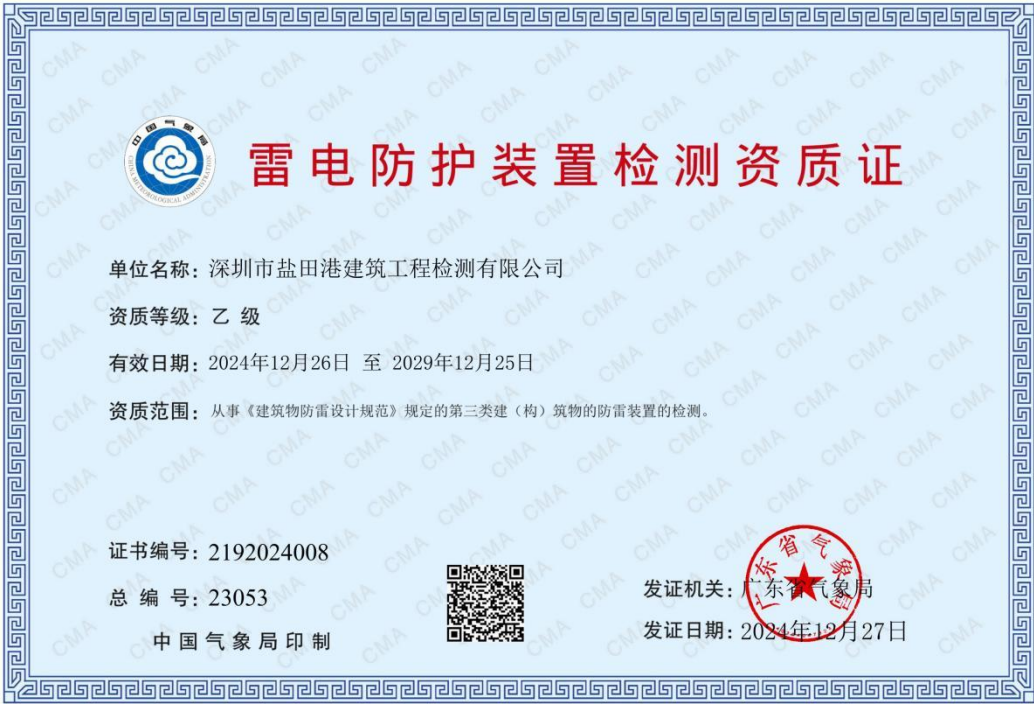 中国气象局
CHINA METEOROLOGICAL ADMINISTRATION
雷电防护装置检测资质证
单位名称：深圳市盐田港建筑工程检测有限公司
资质等级：乙 级
有效日期：2024年12月26日 至 2029年12月25日
资质范围：从事《建筑物防雷设计规范》规定的第三类建（构）筑物的防雷装置的检测。
证书编号：2192024008
总 编 号：23053
中国气象局印制
发证机关：广东省气象局
发证日期：2024年12月27日
广东省气象局
CMA